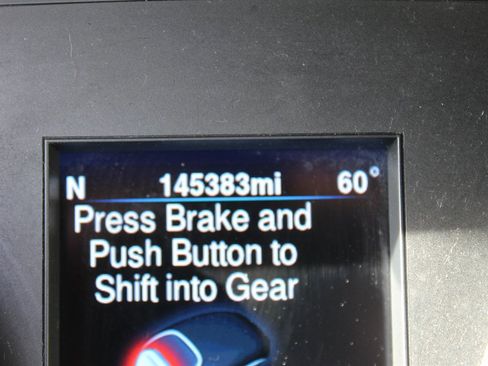 N 145383mi 60°
Press Brake and
Push Button to
Shift into Gear